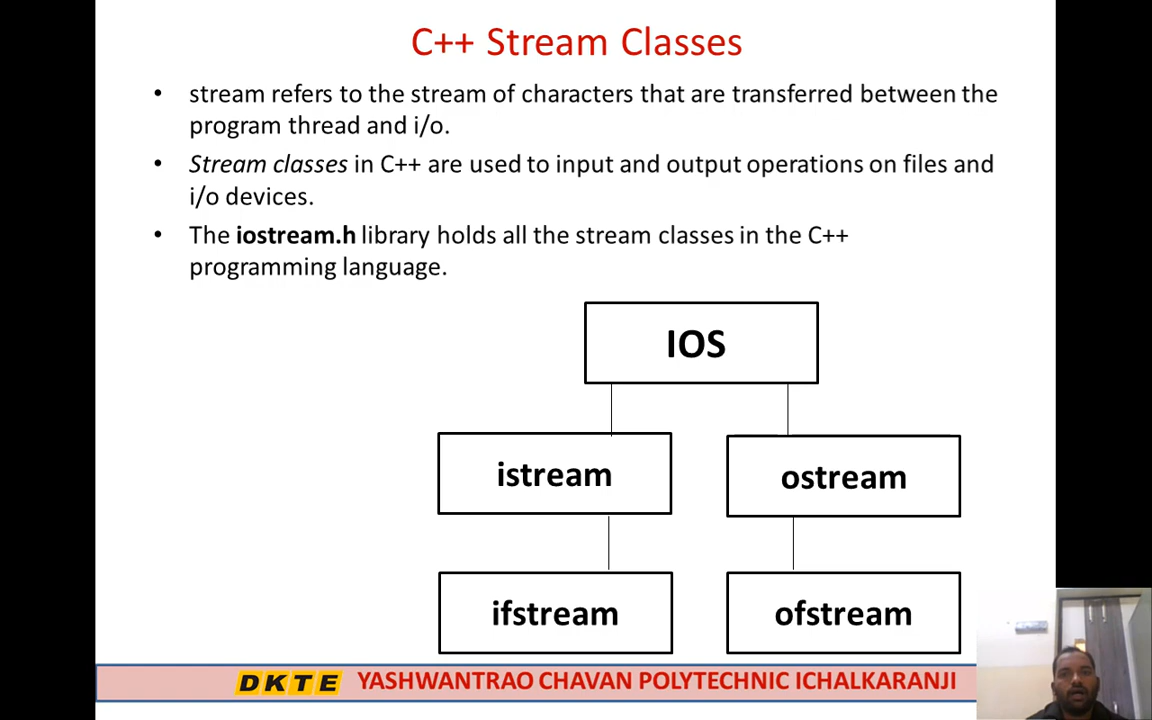 C++ Stream Classes
• stream refers to the stream of characters that are transferred between the
program thread and i/o.
• Stream classes in C++ are used to input and output operations on files and
i/o devices.
• The iostream.h library holds all the stream classes in the C++
programming language.
IOS
istream
ostream
ifstream
ofstream
DKTE YASHWANTRAO CHAVAN POLYTECHNIC ICHALKARANJI